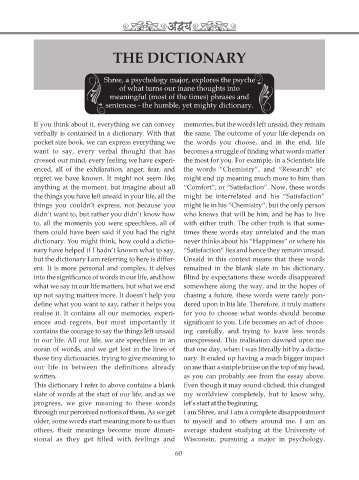 अद्वय
THE DICTIONARY
Shree, a psychology major, explores the psyche
of what turns our inane thoughts into
meaningful (most of the times) phrases and
sentences - the humble, yet mighty dictionary.
If you think about it, everything we can convey
verbally is contained in a dictionary. With that
pocket size book, we can express everything we
want to say, every verbal thought that has
crossed our mind, every feeling we have experi-
enced, all of the exhilaration, anger, fear, and
regret we have known. It might not seem like
anything at the moment, but imagine about all
the things you have left unsaid in your life, all the
things you couldn't express, not because you
didn't want to, but rather you didn't know how
to, all the moments you were speechless, all of
them could have been said if you had the right
dictionary. You might think, how could a dictio-
nary have helped if I hadn't known what to say,
but the dictionary I am referring to here is differ-
ent. It is more personal and complex, it delves
into the significance of words in our life, and how
what we say in our life matters, but what we end
up not saying matters more. It doesn't help you
define what you want to say, rather it helps you
realise it. It contains all our memories, experi-
ences and regrets, but most importantly it
contains the courage to say the things left unsaid
in our life. All our life, we are speechless in an
ocean of words, and we get lost in the lines of
those tiny dictionaries, trying to give meaning to
our life in between the definitions already
written.
This dictionary I refer to above contains a blank
slate of words at the start of our life, and as we
progress, we give meaning to these words
through our perceived notions of them. As we get
older, some words start meaning more to us than
others, their meanings become more dimen-
sional as they get filled with feelings and
memories, but the words left unsaid, they remain
the same. The outcome of your life depends on
the words you choose, and in the end, life
becomes a struggle of finding what words matter
the most for you. For example, in a Scientists life
the words "Chemistry", and "Research" etc
might end up meaning much more to him than
"Comfort", or "Satisfaction". Now, these words
might be interrelated and his "Satisfaction"
might lie in his "Chemistry", but the only person
who knows that will be him, and he has to live
with either truth. The other truth is that some-
times these words stay unrelated and the man
never thinks about his "Happiness" or where his
"Satisfaction" lies and hence they remain unsaid.
Unsaid in this context means that these words
remained in the blank slate in his dictionary.
Blind by expectations these words disappeared
somewhere along the way, and in the hopes of
chasing a future, these words were rarely pon-
dered upon in his life. Therefore, it truly matters
for you to choose what words should become
significant to you. Life becomes an act of choos-
ing carefully, and trying to leave less words
unexpressed. This realisation dawned upon me
that one day, when I was literally hit by a dictio-
nary. It ended up having a much bigger impact
on me than a simple bruise on the top of my head,
as you can probably see from the essay above.
Even though it may sound cliched, this changed
my worldview completely, but to know why,
let's start at the beginning.
I am Shree, and I am a complete disappointment
to myself and to others around me. I am an
average student studying at the University of
Wisconsin, pursuing a major in psychology.
60